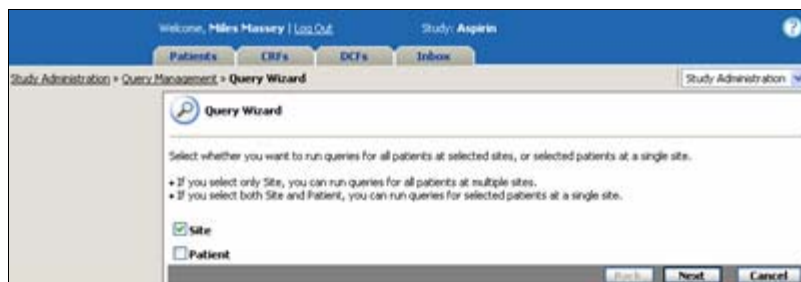 Welcome, Miles Massey | Log Out Study: Aspirin ?
Patients CRFs DCFs Inbox
Study Administration » Query Management » Query Wizard Study Administration
Query Wizard
Select whether you want to run queries for all patients at selected sites, or selected patients at a single site.
• If you select only Site, you can run queries for all patients at multiple sites.
• If you select both Site and Patient, you can run queries for selected patients at a single site.
Site
Patient
Back Next Cancel